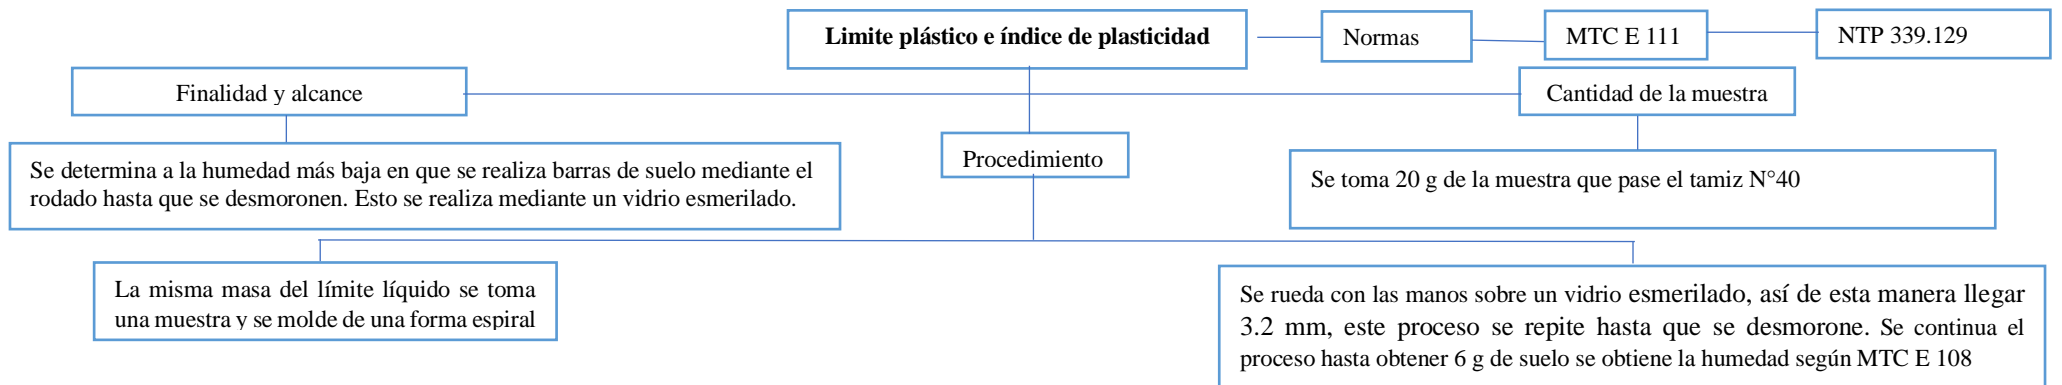 Limite plástico e índice de plasticidad
Normas
MTC E 111
NTP 339.129
Finalidad y alcance
Cantidad de la muestra
Se determina a la humedad más baja en que se realiza barras de suelo mediante el
rodado hasta que se desmoronen. Esto se realiza mediante un vidrio esmerilado.
Procedimiento
Se toma 20 g de la muestra que pase el tamiz N°40
La misma masa del límite líquido se toma
una muestra y se molde de una forma espiral
Se rueda con las manos sobre un vidrio esmerilado, así de esta manera llegar
3.2 mm, este proceso se repite hasta que se desmorone. Se continua el
proceso hasta obtener 6 g de suelo se obtiene la humedad según MTC E 108